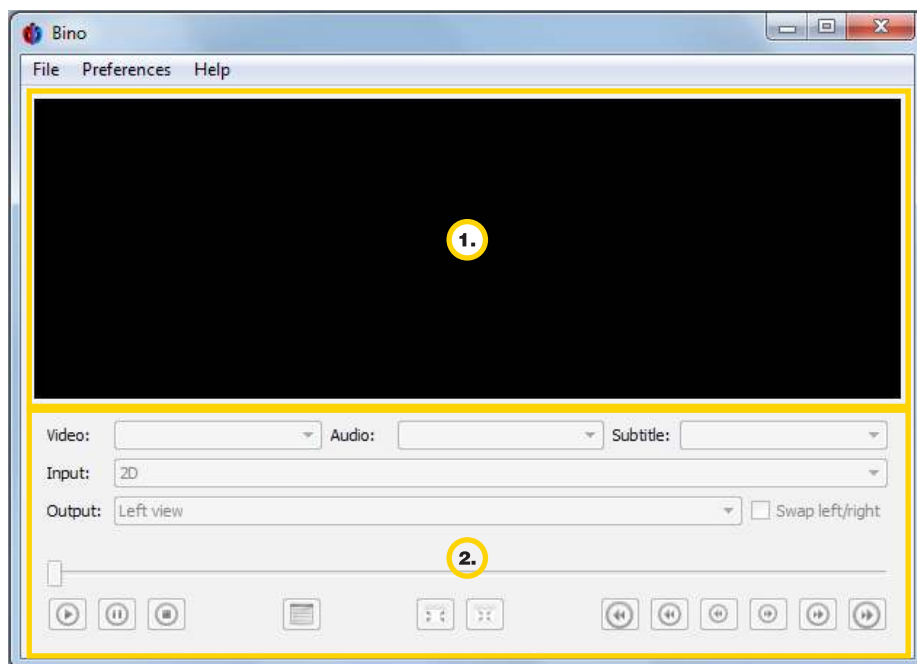 Bino
File Preferences Help
1.
Video: Audio: Subtitle:
Input: 2D
Output: Left view Swap left/right
2.